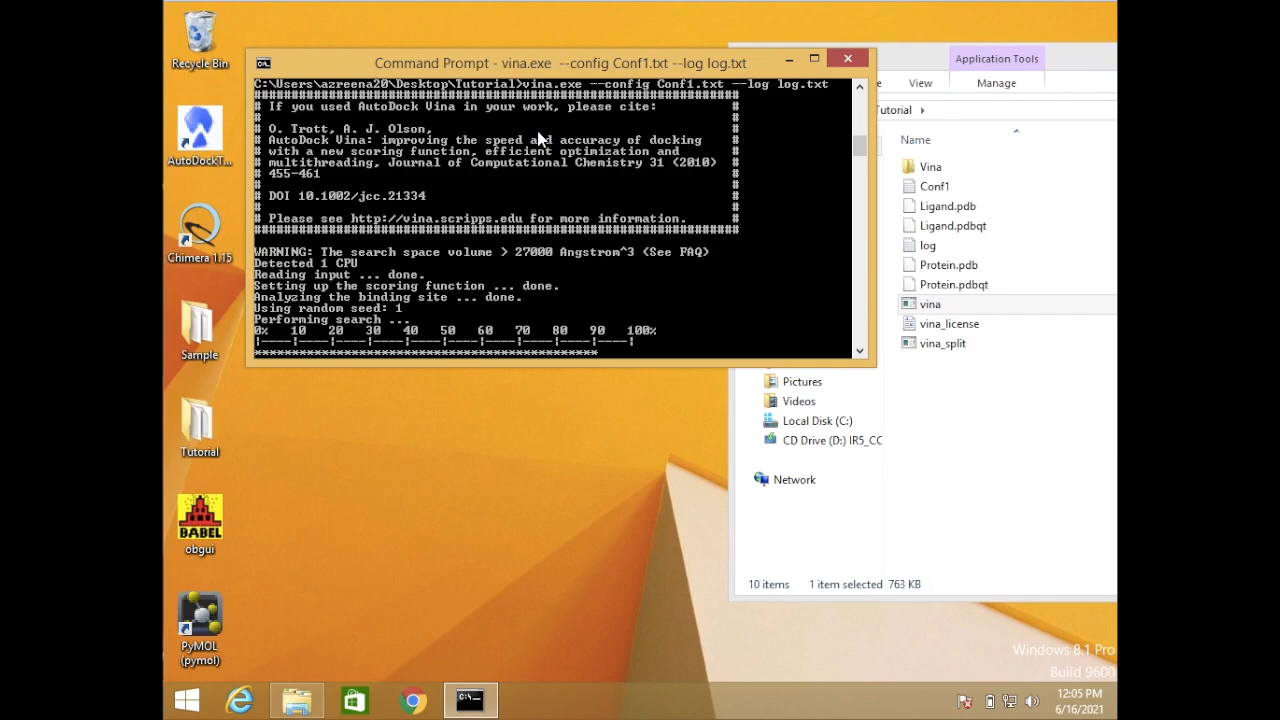 Recycle Bin
AutoDockT...
Chimera 1.15
Sample
Tutorial
BABEL
obgui
PyMOL
(pymol)
Command Prompt - vina.exe --config Conf1.txt --log log.txt
C:\Users\azreena20\Desktop\Tutorial>vina.exe --config Conf1.txt --log log.txt
#################################################################
# If you used AutoDock Vina in your work, please cite: #
# #
# O. Trott, A. J. Olson, #
# AutoDock Vina: improving the speed and accuracy of docking #
# with a new scoring function, efficient optimization and #
# multithreading, Journal of Computational Chemistry 31 (2010) #
# 455-461 #
# #
# DOI 10.1002/jcc.21334 #
# #
# Please see http://vina.scripps.edu for more information. #
#################################################################
WARNING: The search space volume > 27000 Angstrom^3 (See FAQ)
Detected 1 CPU
Reading input ... done.
Setting up the scoring function ... done.
Analyzing the binding site ... done.
Using random seed: 1
Performing search ...
0% 10 20 30 40 50 60 70 80 90 100%
|----|----|----|----|----|----|----|----|----|----|
**********************************************
Application Tools
View
Manage
Tutorial
Name
Vina
Conf1
Ligand.pdb
Ligand.pdbqt
log
Protein.pdb
Protein.pdbqt
vina
vina_license
vina_split
Pictures
Videos
Local Disk (C:)
CD Drive (D:) IR5_CC
Network
10 items 1 item selected 763 KB
Windows 8.1 Pro
Build 9600
C:\
12:05 PM
6/16/2021